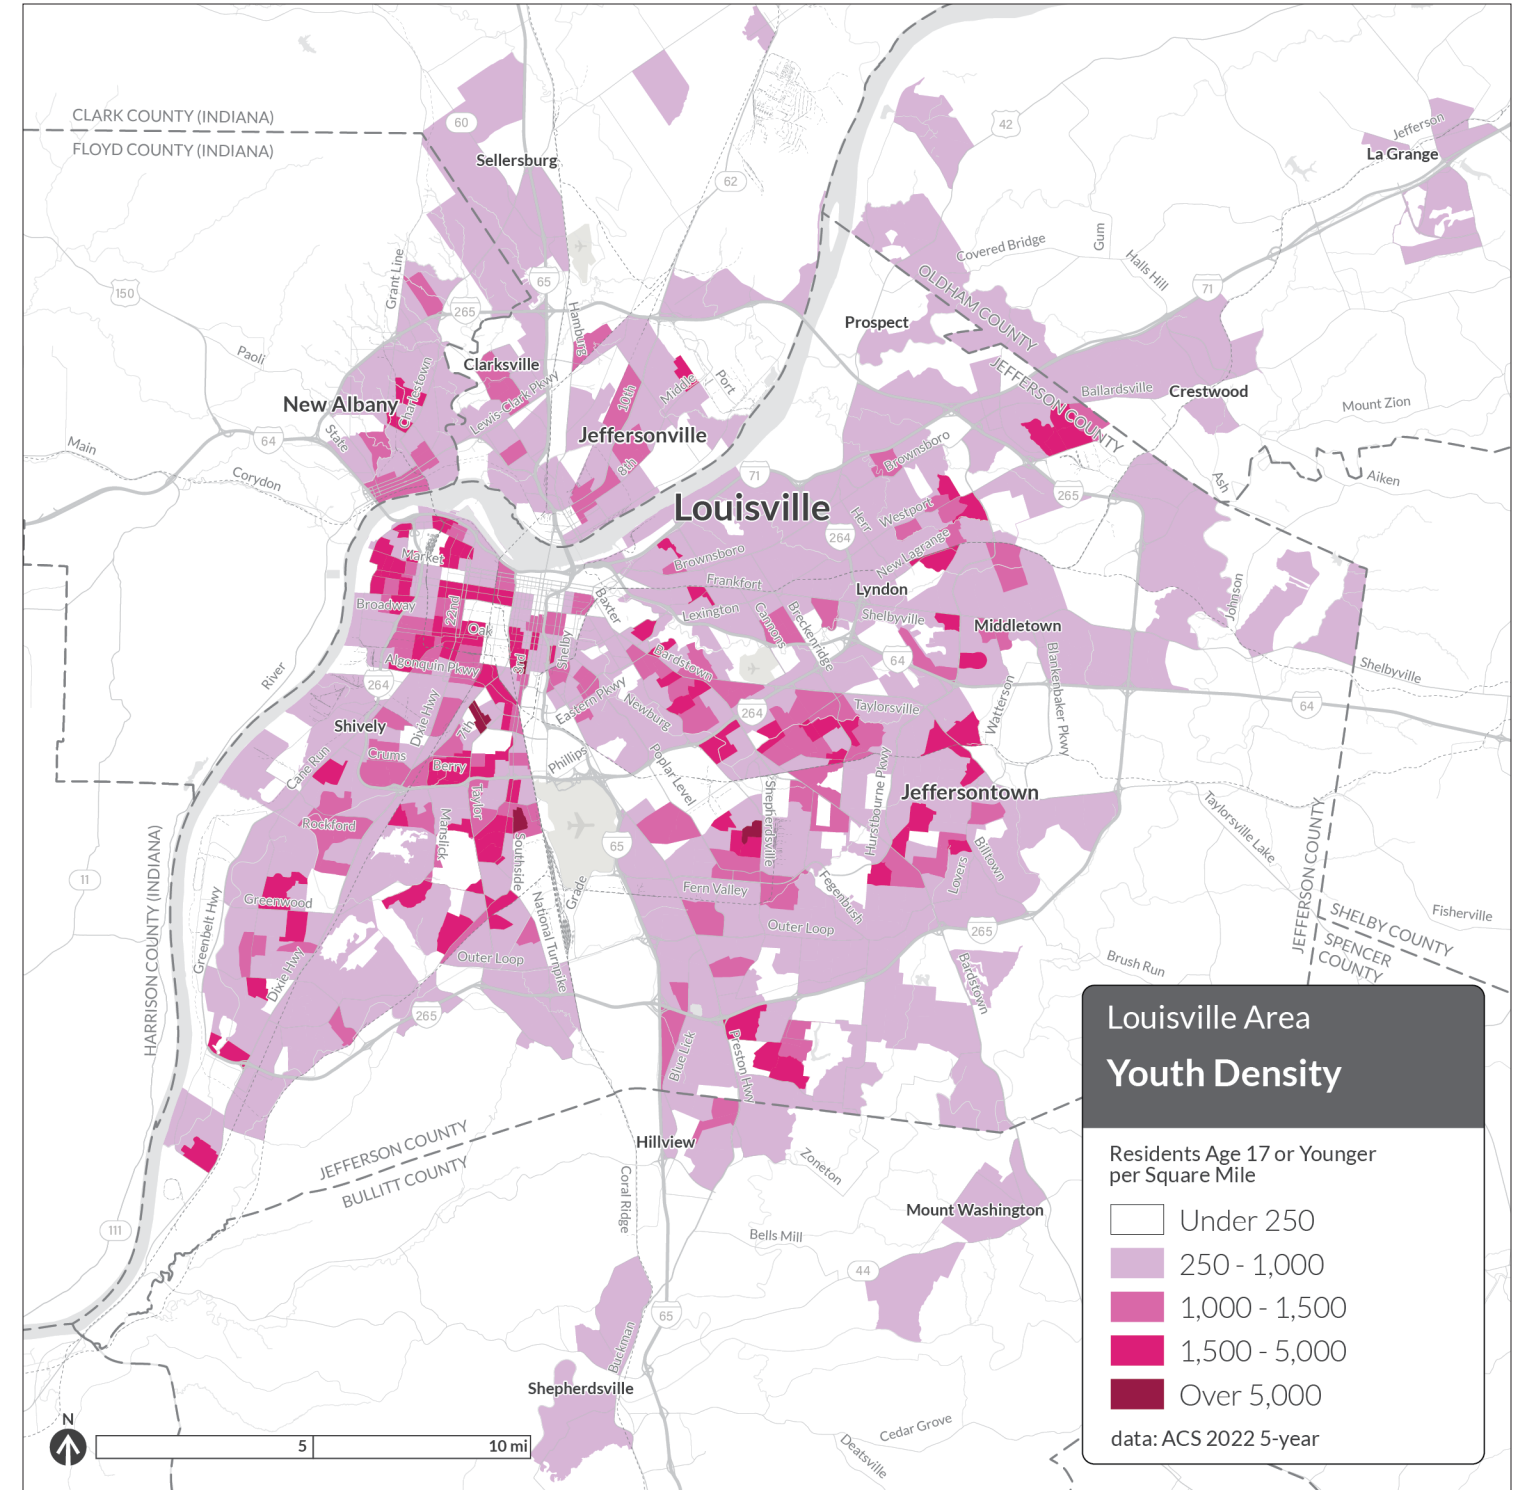 CLARK COUNTY (INDIANA)
FLOYD COUNTY (INDIANA)
60
Sellersburg
62
42
Jefferson
La Grange
Grant Line
150
265
65
Hamburg
Covered Bridge
Gum
Halls Hill
71
OLDHAM COUNTY
JEFFERSON COUNTY
Prospect
Paoli
Clarksville
Lewis-Clark Pkwy
10th
Middle
Port
Ballardsville
Crestwood
Mount Zion
New Albany
Charlestown
State
64
Main
Corydon
Jeffersonville
8th
71
Brownsboro
265
Ash
Aiken
Louisville
Herr
Westport
264
New Lagrange
Market
Brownsboro
Frankfort
Lyndon
Broadway
22nd
Oak
Baxter
Lexington
Cannons
Breckenridge
Shelbyville
Middletown
Johnson
Algonquin Pkwy
3rd
Shelby
Bardstown
64
Blankenbaker Pkwy
Shelbyville
River
264
Shively
Dixie Hwy
7th
Eastern Pkwy
Newburg
264
Taylorsville
Watterson
64
Cane Run
Crums
Berry
Phillips
Poplar Level
Taylor
Shepherdsville
Hurstbourne Pkwy
Jeffersontown
Rockford
Manslick
Southside
65
Billtown
Lovers
Taylorsville Lake
JEFFERSON COUNTY
11
HARRISON COUNTY (INDIANA)
Greenbelt Hwy
Greenwood
National Turnpike
Grade
Fern Valley
Fegenbush
Outer Loop
265
SHELBY COUNTY
SPENCER
COUNTY
Fisherville
Dixie Hwy
Outer Loop
265
Bardstown
Brush Run
Blue Lick
Preston Hwy
JEFFERSON COUNTY
BULLITT COUNTY
Hillview
Zoneton
Coral Ridge
111
Mount Washington
Bells Mill
44
65
Buckman
Shepherdsville
Cedar Grove
Deatsville
N
5
10 mi
Louisville Area
Youth Density
Residents Age 17 or Younger
per Square Mile
Under 250
250 - 1,000
1,000 - 1,500
1,500 - 5,000
Over 5,000
data: ACS 2022 5-year